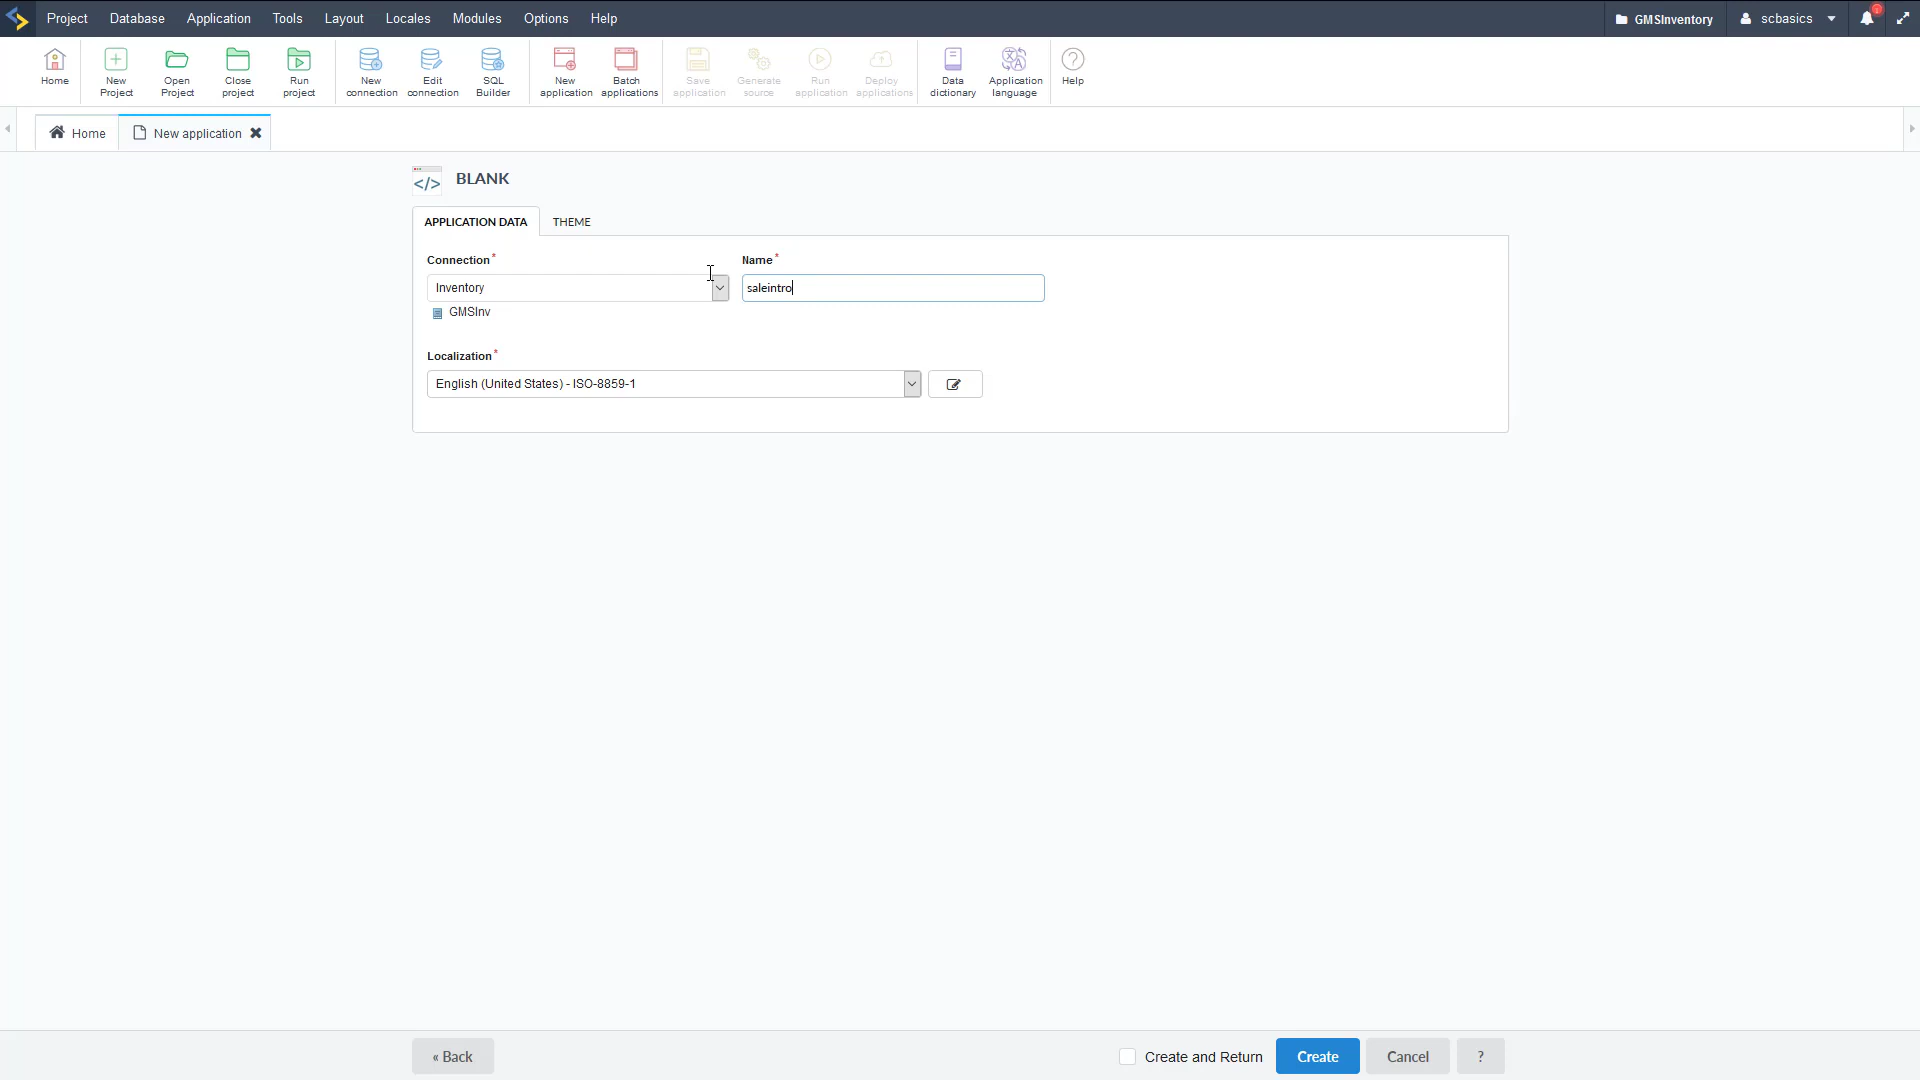 Project Database Application Tools Layout Locales Modules Options Help GMSInventory scbasics
Home
New Project
Open Project
Close project
Run project
New connection
Edit connection
SQL Builder
New application
Batch applications
Save application
Generate source
Run application
Deploy applications
Data dictionary
Application language
Help
Home New application
</> BLANK
APPLICATION DATA THEME
Connection* Name*
Inventory saleintro
GMSInv
Localization*
English (United States) - ISO-8859-1
« Back Create and Return Create Cancel ?